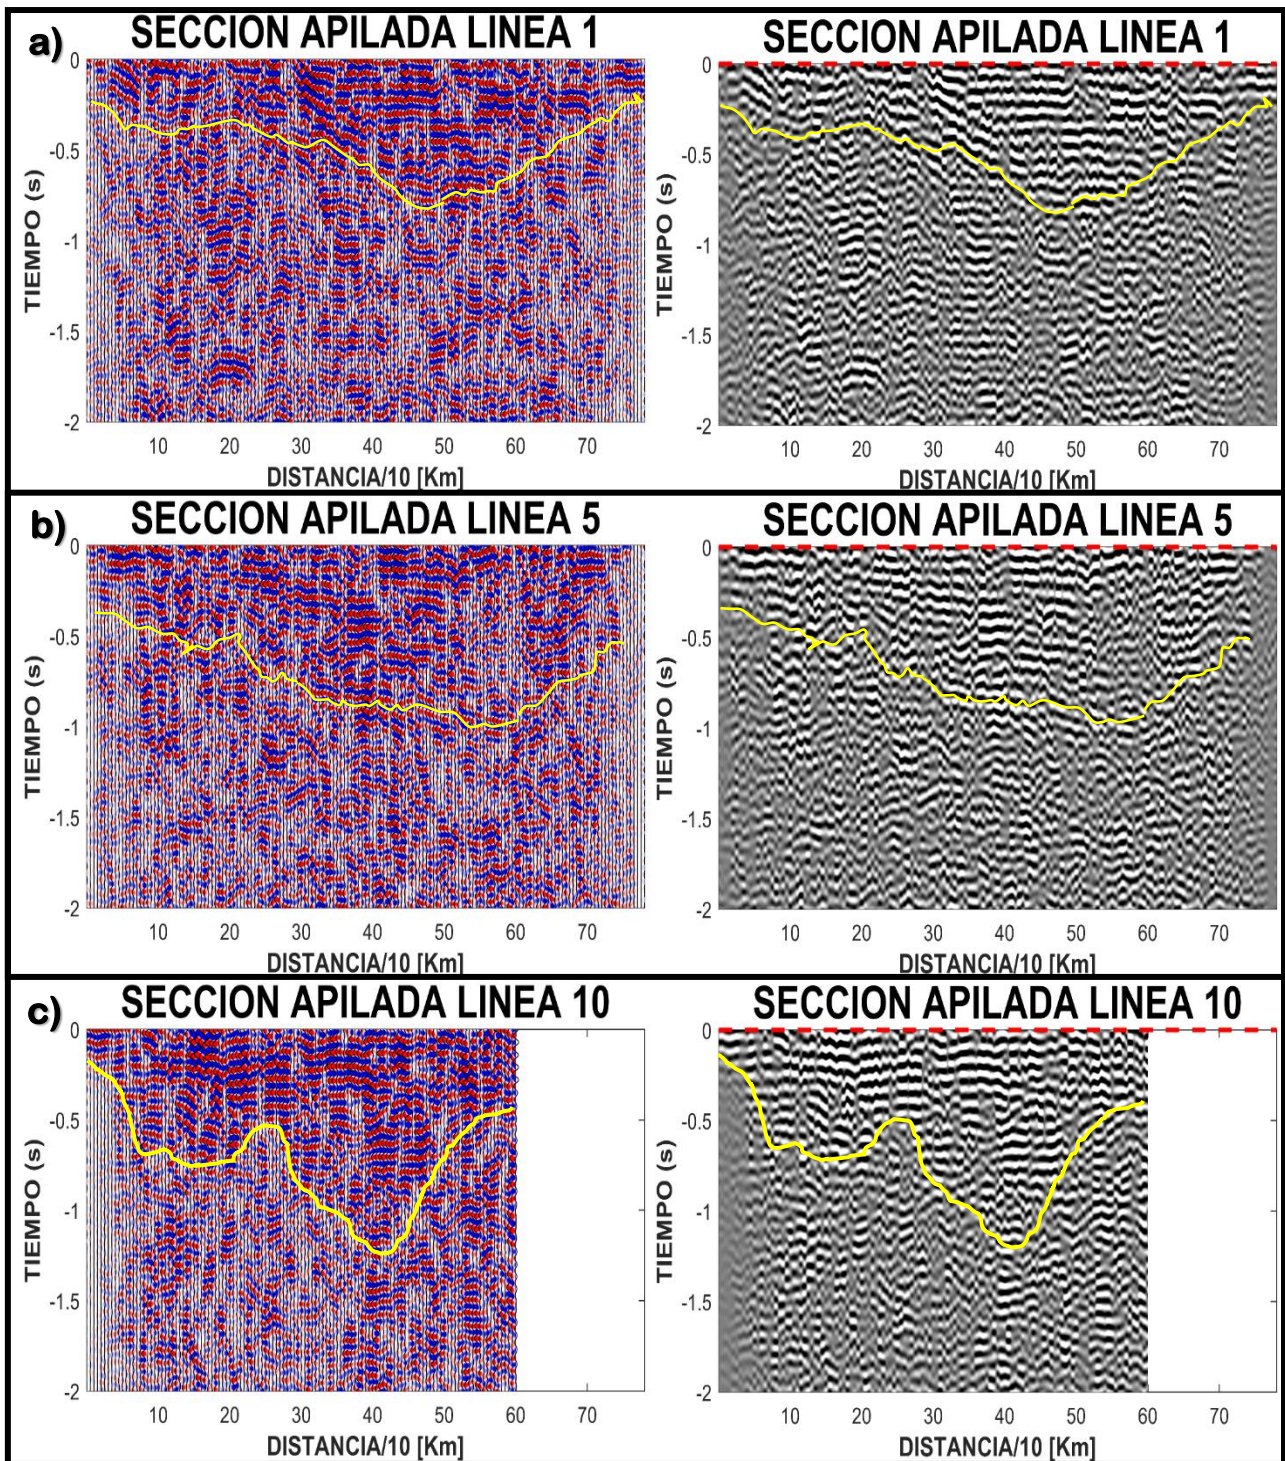 a)
SECCION APILADA LINEA 1
TIEMPO (s)
0
-0.5
-1
-1.5
-2
10 20 30 40 50 60 70
DISTANCIA/10 [Km]
SECCION APILADA LINEA 1
TIEMPO (s)
0
-0.5
-1
-1.5
-2
10 20 30 40 50 60 70
DISTANCIA/10 [Km]
b)
SECCION APILADA LINEA 5
TIEMPO (s)
0
-0.5
-1
-1.5
-2
10 20 30 40 50 60 70
DISTANCIA/10 [Km]
SECCION APILADA LINEA 5
TIEMPO (s)
0
-0.5
-1
-1.5
-2
10 20 30 40 50 60 70
DISTANCIA/10 [Km]
c)
SECCION APILADA LINEA 10
TIEMPO (s)
0
-0.5
-1
-1.5
-2
10 20 30 40 50 60 70
DISTANCIA/10 [Km]
SECCION APILADA LINEA 10
TIEMPO (s)
0
-0.5
-1
-1.5
-2
10 20 30 40 50 60 70
DISTANCIA/10 [Km]